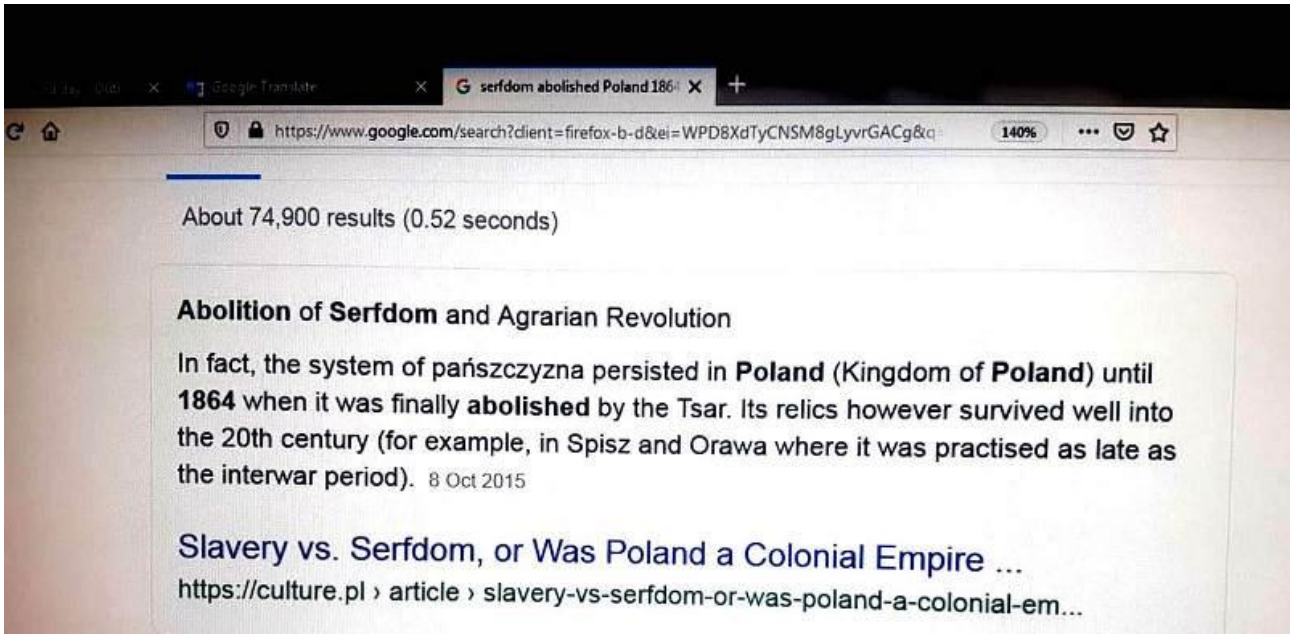 Google Translate
serfdom abolished Poland 186
https://www.google.com/search?client=firefox-b-d&ei=WPD8XdTyCNSM8gLyvrGACg&q
140%
About 74,900 results (0.52 seconds)
Abolition of Serfdom and Agrarian Revolution
In fact, the system of pańszczyzna persisted in Poland (Kingdom of Poland) until
1864 when it was finally abolished by the Tsar. Its relics however survived well into
the 20th century (for example, in Spisz and Orawa where it was practised as late as
the interwar period). 8 Oct 2015
Slavery vs. Serfdom, or Was Poland a Colonial Empire ...
https://culture.pl › article › slavery-vs-serfdom-or-was-poland-a-colonial-em...